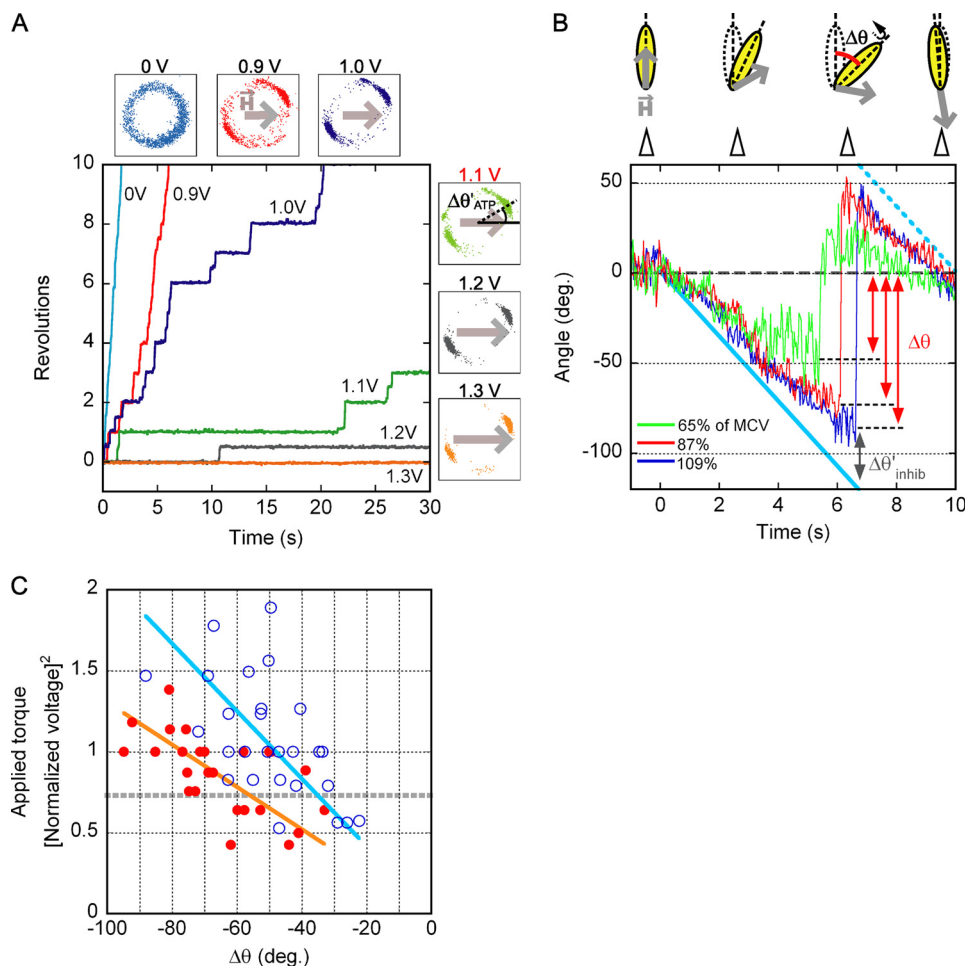 A
0 V
0.9 V
1.0 V
H
10
8
6
4
2
0
Revolutions
0V
0.9V
1.0V
1.1V
1.2V
1.3V
0
10
20
30
Time (s)
1.1 V
Δθ'ATP
1.2 V
1.3 V
B
H
Δθ
50
0
-50
-100
Angle (deg.)
Δθ
65% of MCV
87%
109%
Δθ'inhib
0
2
4
6
8
10
Time (s)
C
2
1.5
1
0.5
0
Applied torque
[Normalized voltage]2
-100
-80
-60
-40
-20
0
Δθ (deg.)